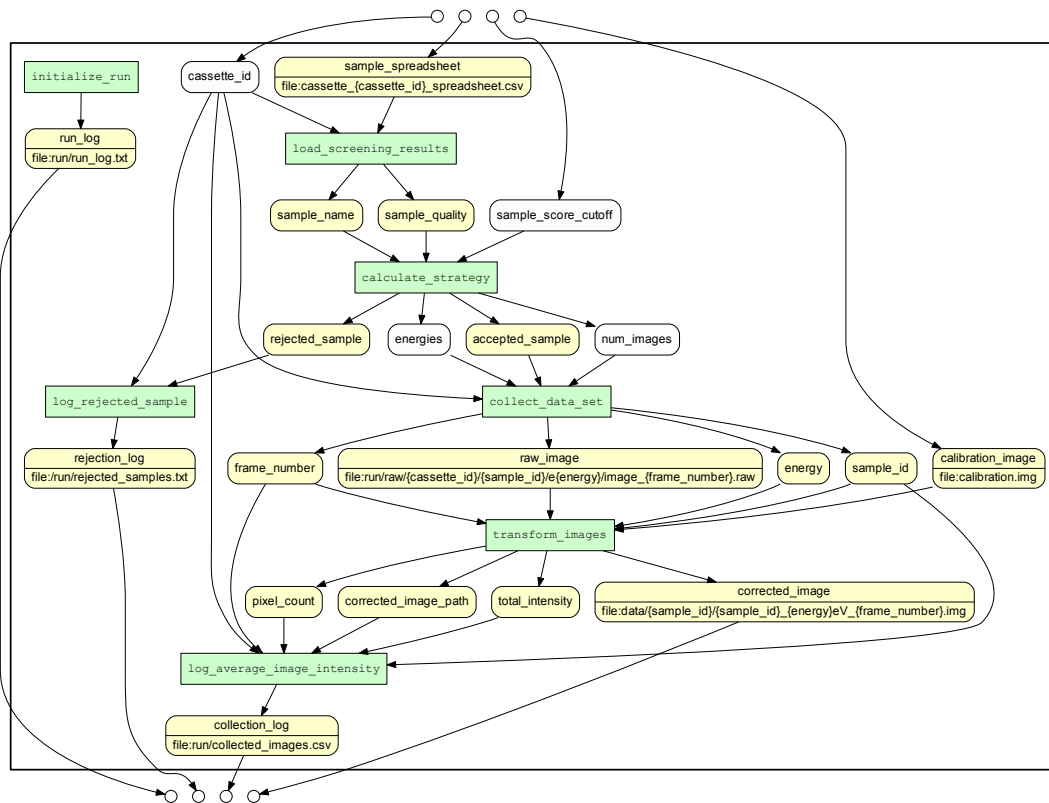 initialize_run
cassette_id
sample_spreadsheet
file:cassette_{cassette_id}_spreadsheet.csv
run_log
file:run/run_log.txt
load_screening_results
sample_name
sample_quality
sample_score_cutoff
calculate_strategy
rejected_sample
energies
accepted_sample
num_images
log_rejected_sample
collect_data_set
rejection_log
file:/run/rejected_samples.txt
frame_number
raw_image
file:run/raw/{cassette_id}/{sample_id}/e{energy}/image_{frame_number}.raw
energy
sample_id
calibration_image
file:calibration.img
transform_images
pixel_count
corrected_image_path
total_intensity
corrected_image
file:data/{sample_id}/{sample_id}_{energy}eV_{frame_number}.img
log_average_image_intensity
collection_log
file:run/collected_images.csv